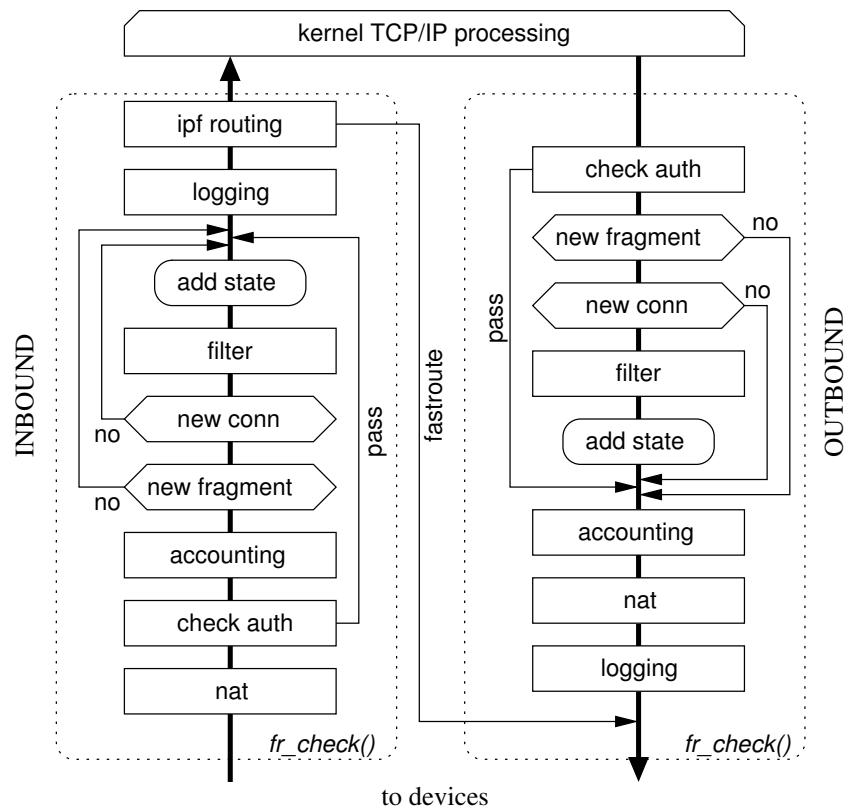 kernel TCP/IP processing
INBOUND
ipf routing
logging
add state
filter
new conn
no
new fragment
no
accounting
check auth
nat
pass
fr_check()
fastroute
check auth
new fragment
no
new conn
no
pass
filter
add state
accounting
nat
logging
fr_check()
OUTBOUND
to devices